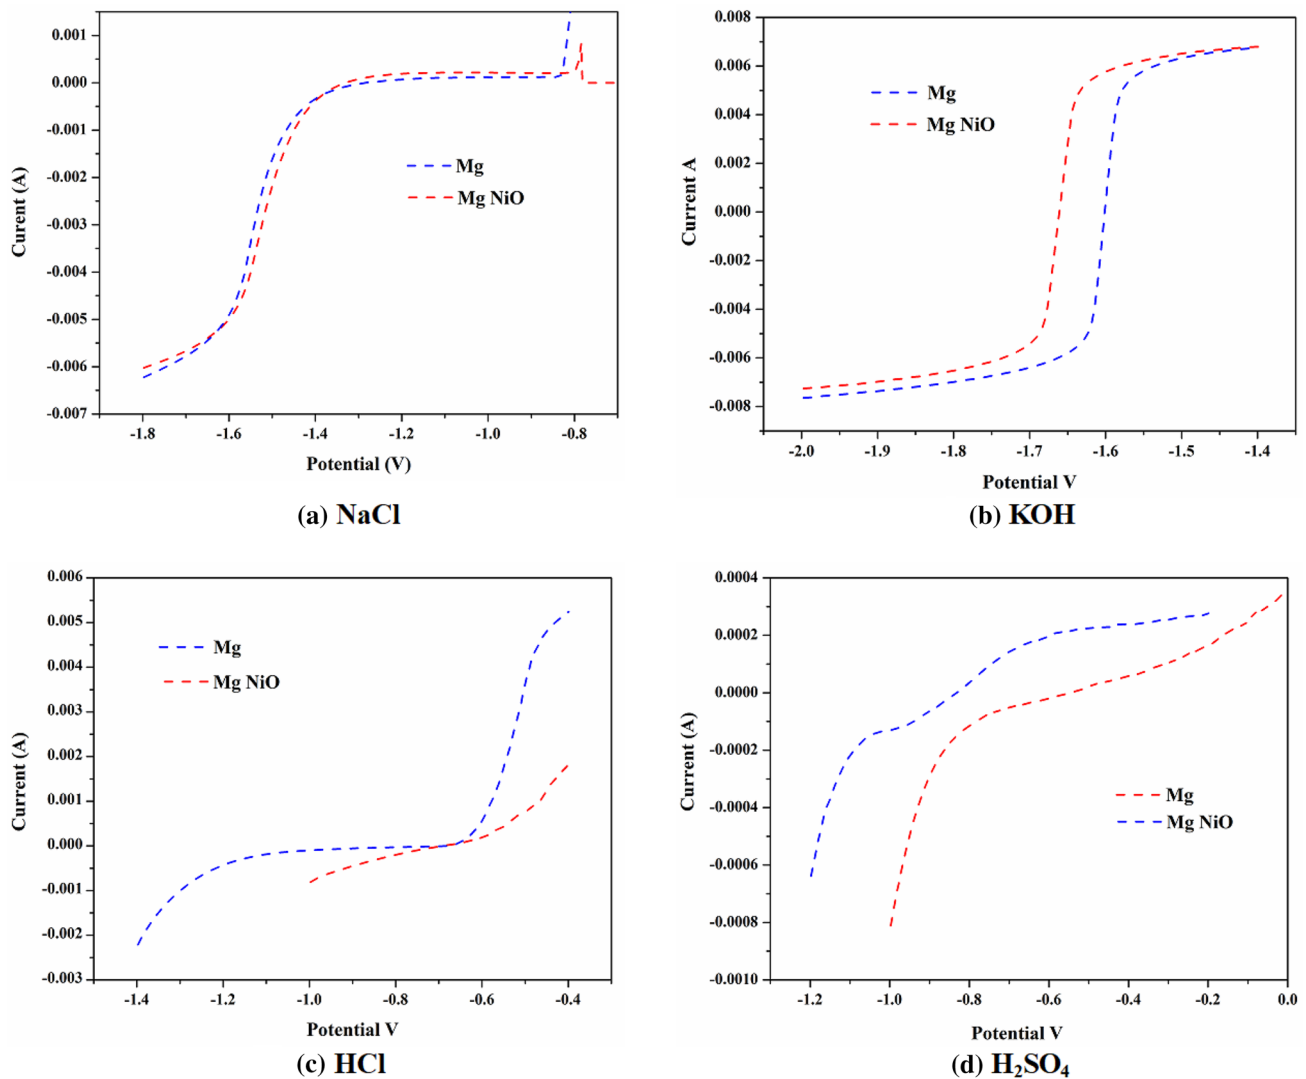 0.001
0.000
-0.001
-0.002
-0.003
-0.004
-0.005
-0.006
-0.007
Curent (A)
Mg
Mg NiO
-1.8 -1.6 -1.4 -1.2 -1.0 -0.8
Potential (V)
(a) NaCl
0.008
0.006
0.004
0.002
0.000
-0.002
-0.004
-0.006
-0.008
Current A
Mg
Mg NiO
-2.0 -1.9 -1.8 -1.7 -1.6 -1.5 -1.4
Potential V
(b) KOH
0.006
0.005
0.004
0.003
0.002
0.001
0.000
-0.001
-0.002
-0.003
Current (A)
Mg
Mg NiO
-1.4 -1.2 -1.0 -0.8 -0.6 -0.4
Potential V
(c) HCl
0.0004
0.0002
0.0000
-0.0002
-0.0004
-0.0006
-0.0008
-0.0010
Current (A)
Mg
Mg NiO
-1.2 -1.0 -0.8 -0.6 -0.4 -0.2 0.0
Potential V
(d) H₂SO₄